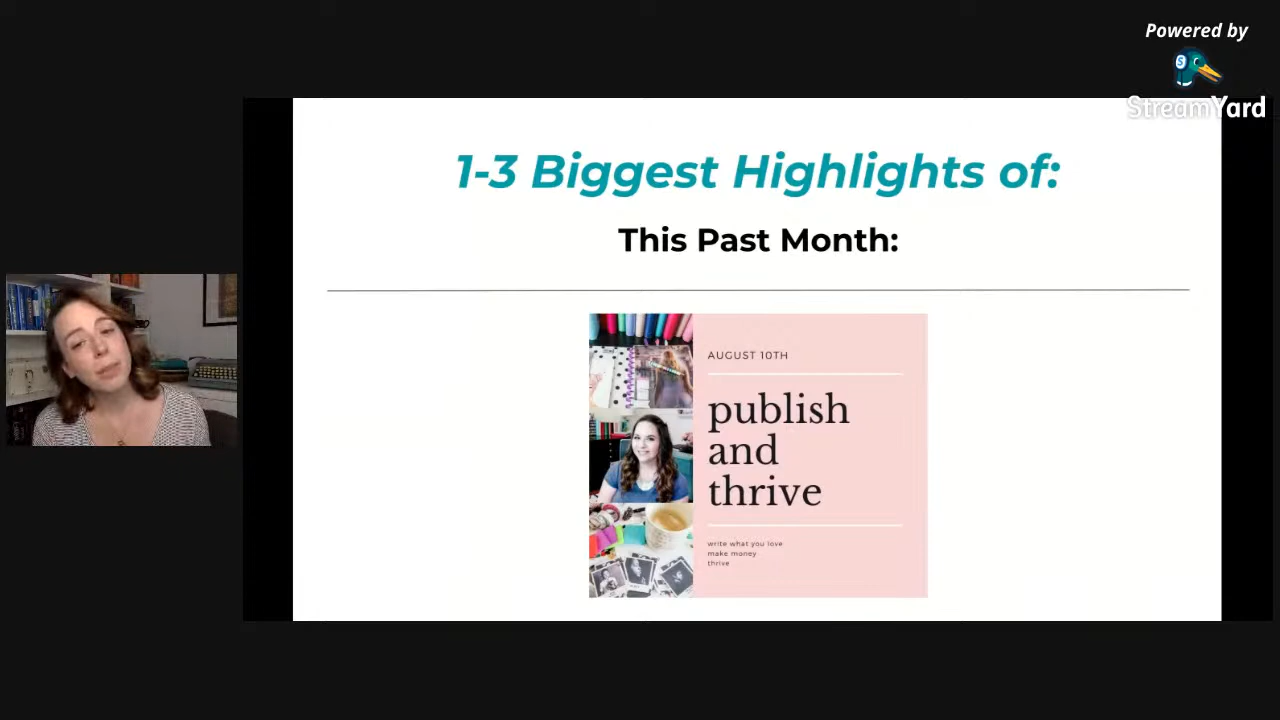 Powered by
StreamYard
1-3 Biggest Highlights of:
This Past Month:
AUGUST 10TH
publish
and
thrive
write what you love
make money
thrive